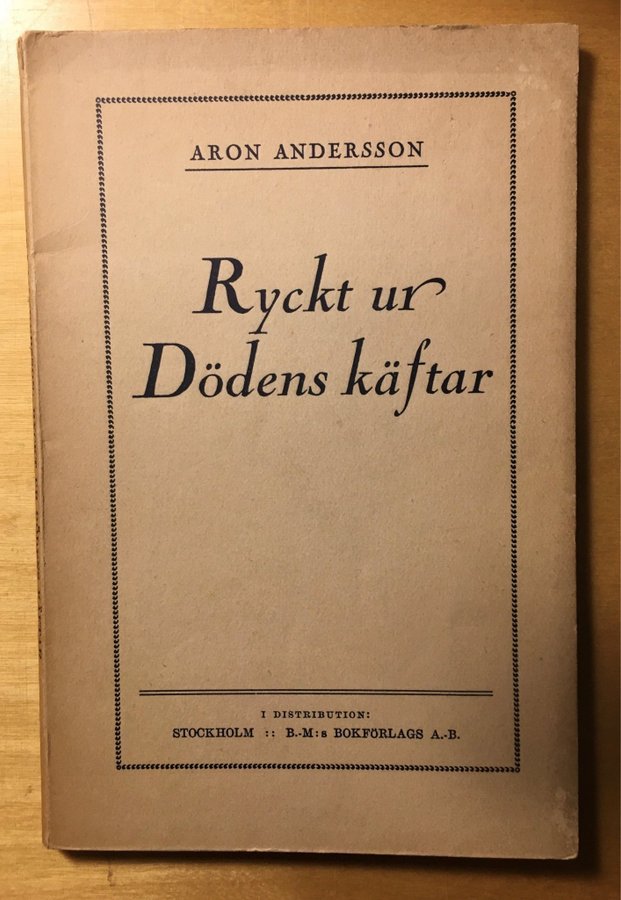 ARON ANDERSSON
Ryckt ur
Dödens käftar
I DISTRIBUTION:
STOCKHOLM :: B.-M:s BOKFÖRLAGS A.-B.